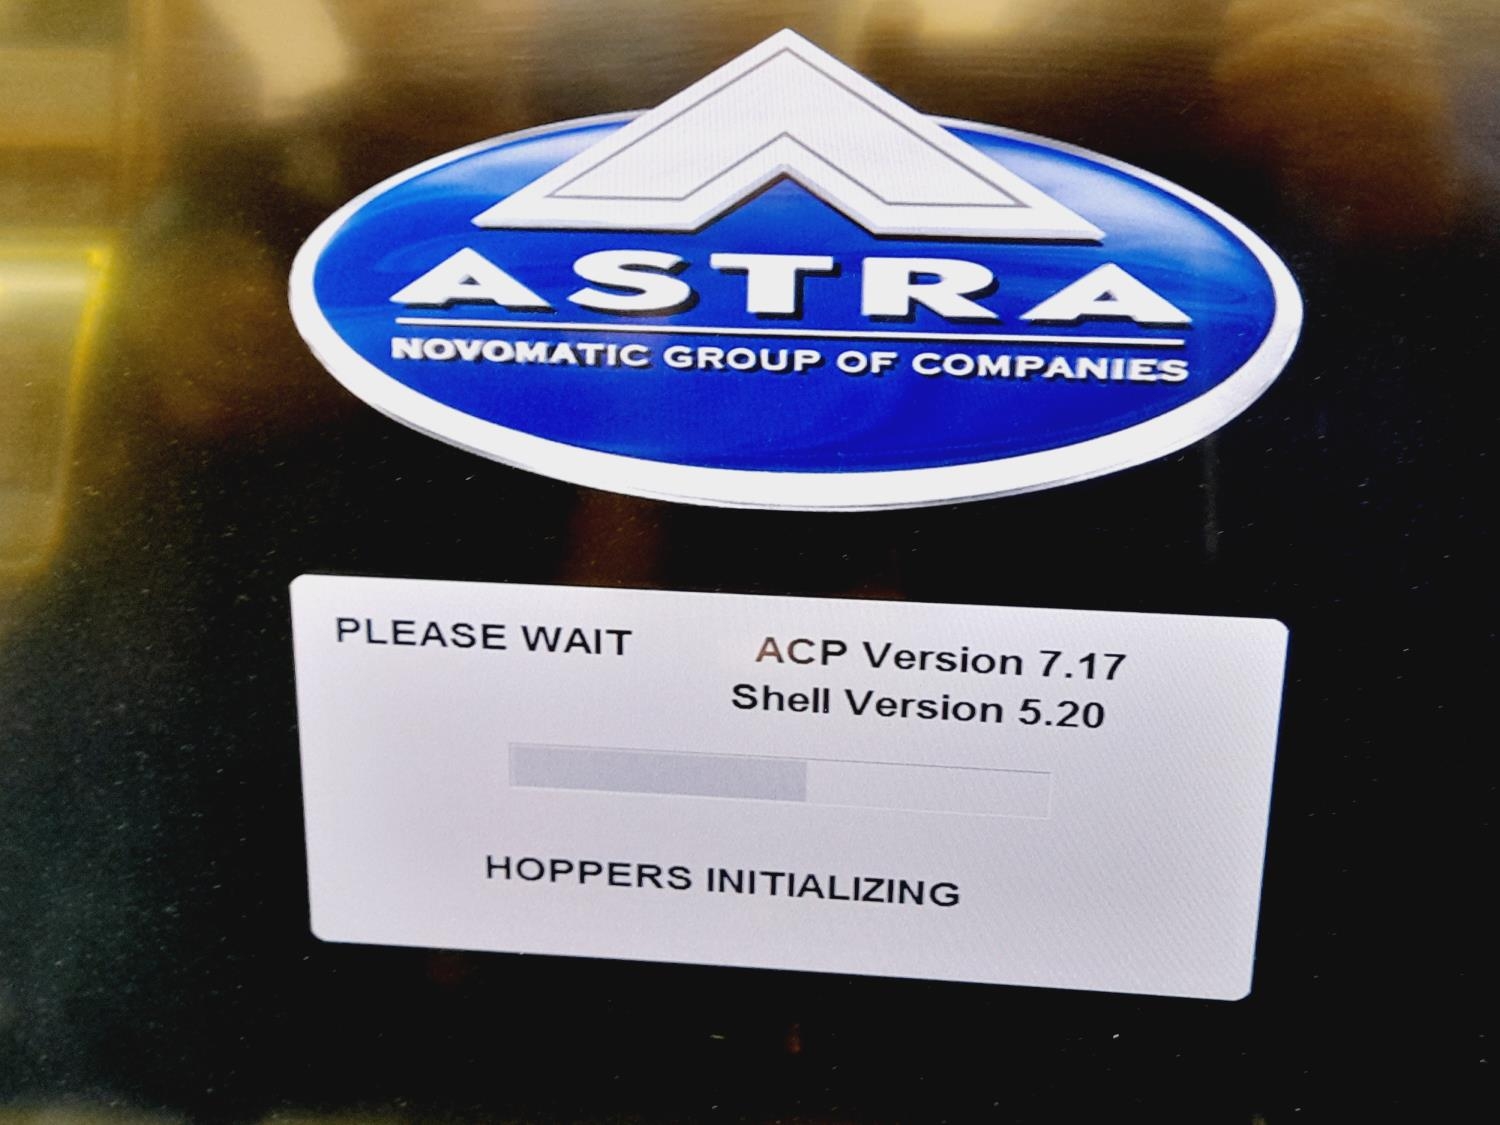 ASTRA
NOVOMATIC GROUP OF COMPANIES
PLEASE WAIT
ACP Version 7.17
Shell Version 5.20
HOPPERS INITIALIZING